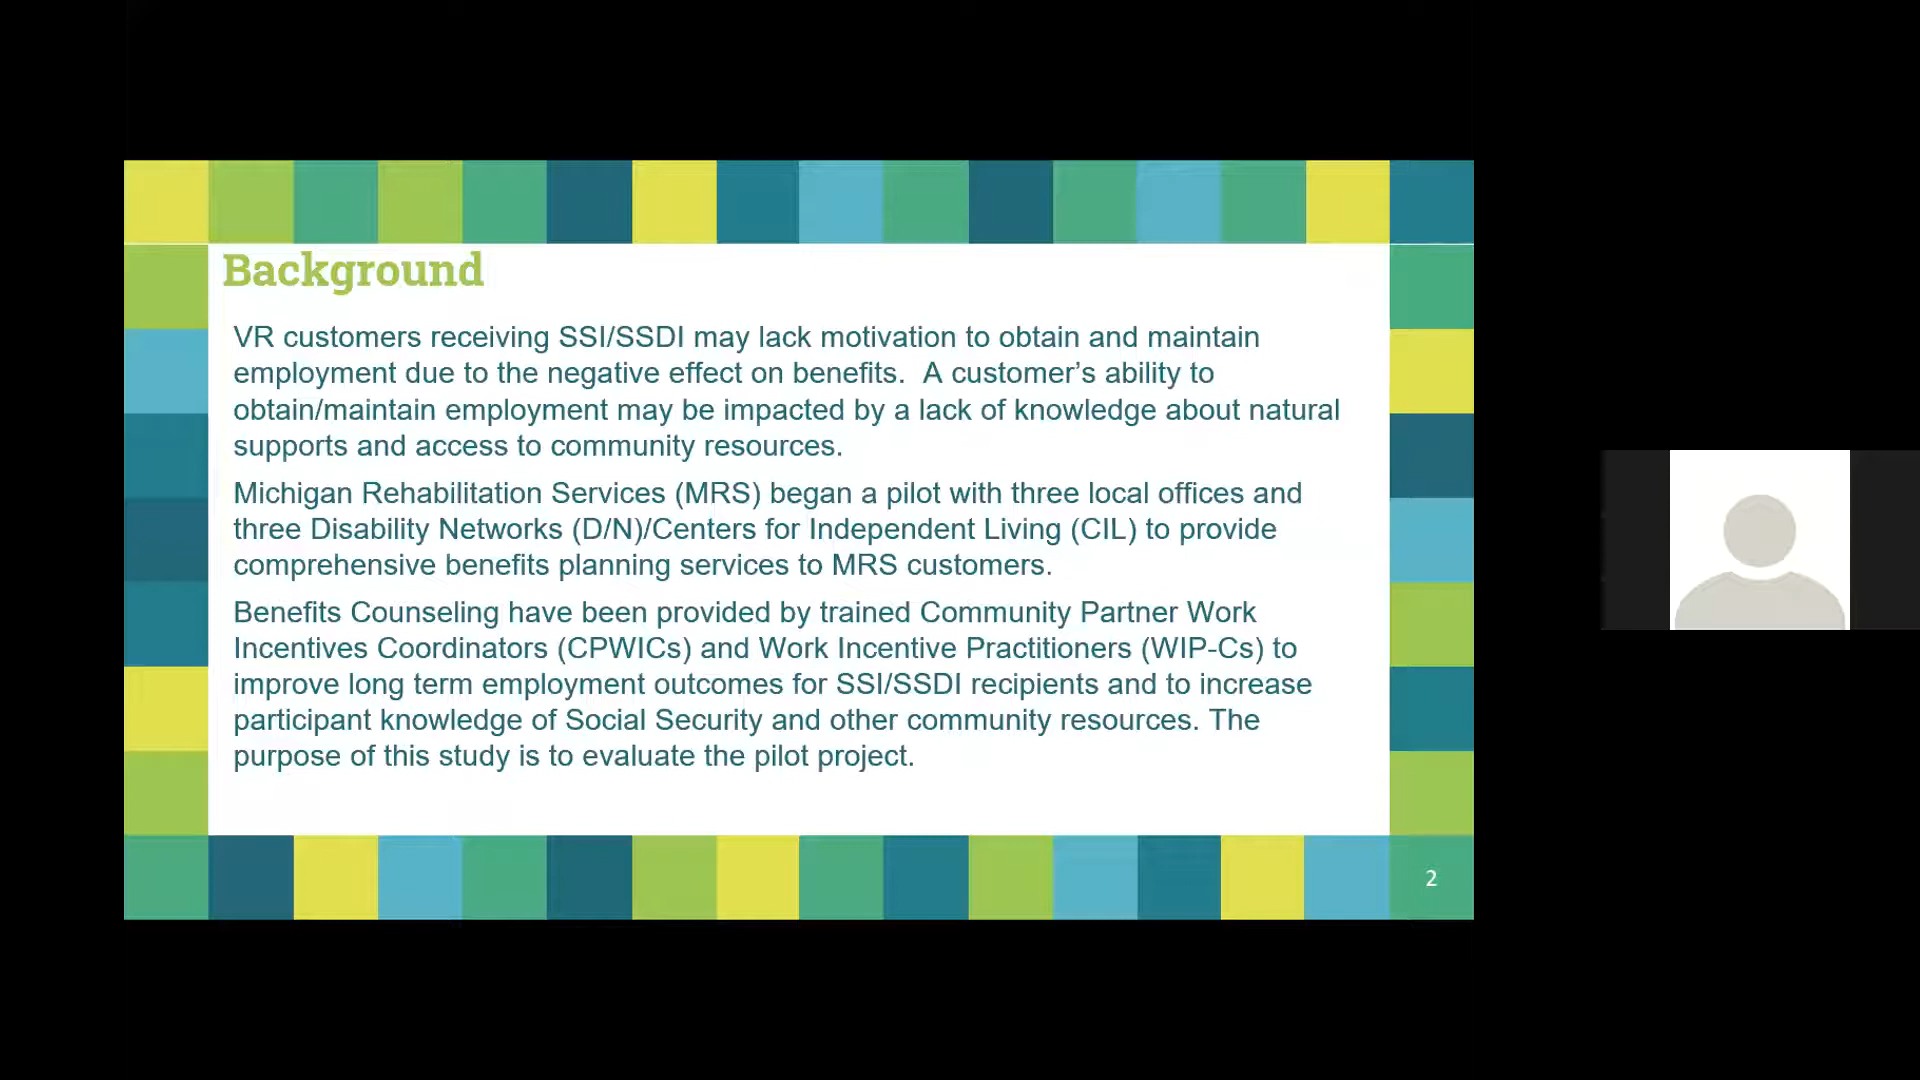 Background
VR customers receiving SSI/SSDI may lack motivation to obtain and maintain
employment due to the negative effect on benefits.  A customer’s ability to
obtain/maintain employment may be impacted by a lack of knowledge about natural
supports and access to community resources.
Michigan Rehabilitation Services (MRS) began a pilot with three local offices and
three Disability Networks (D/N)/Centers for Independent Living (CIL) to provide
comprehensive benefits planning services to MRS customers.
Benefits Counseling have been provided by trained Community Partner Work
Incentives Coordinators (CPWICs) and Work Incentive Practitioners (WIP-Cs) to
improve long term employment outcomes for SSI/SSDI recipients and to increase
participant knowledge of Social Security and other community resources. The
purpose of this study is to evaluate the pilot project.
2